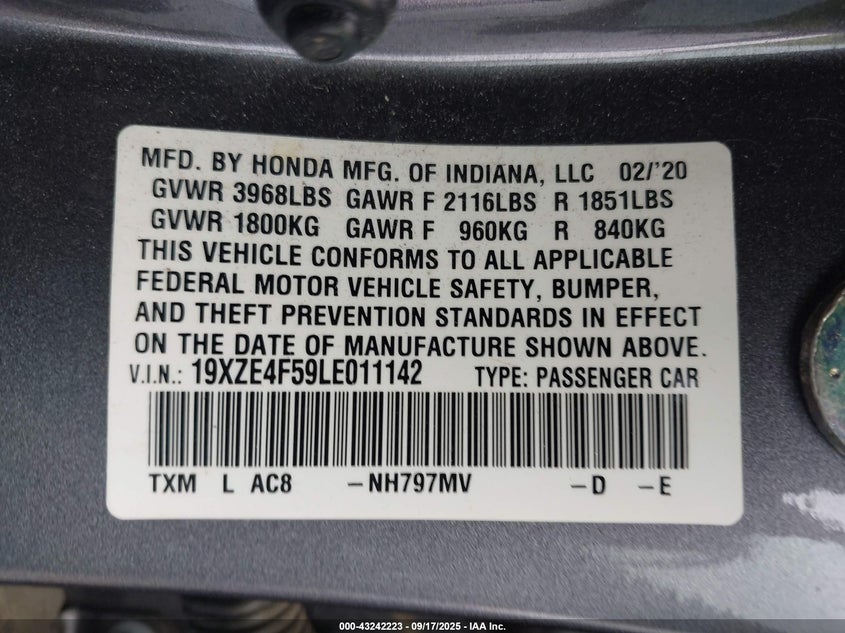 MFD. BY HONDA MFG. OF INDIANA, LLC 02/'20
GVWR 3968LBS GAWR F 2116LBS R 1851LBS
GVWR 1800KG GAWR F 960KG R 840KG
THIS VEHICLE CONFORMS TO ALL APPLICABLE
FEDERAL MOTOR VEHICLE SAFETY, BUMPER,
AND THEFT PREVENTION STANDARDS IN EFFECT
ON THE DATE OF MANUFACTURE SHOWN ABOVE.
V.I.N.: 19XZE4F59LE011142 TYPE: PASSENGER CAR
TXM L AC8 -NH797MV -D -E
000-43242223 - 09/17/2025 - IAA Inc.